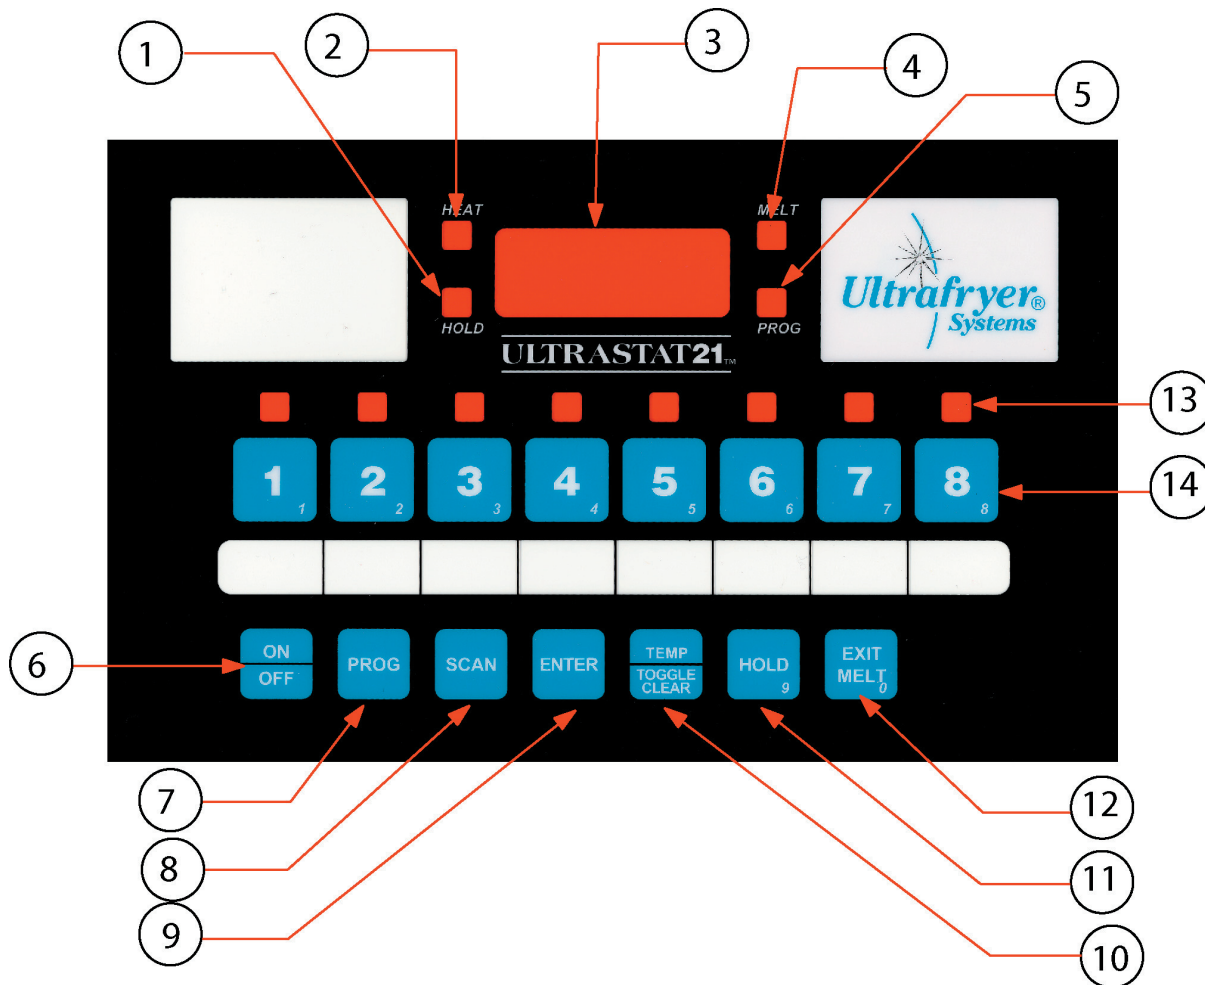 1
2
3
4
5
HEAT
MELT
HOLD
PROG
Ultrafryer®
Systems
ULTRASTAT21™
13
1 2 3 4 5 6 7 8
1 2 3 4 5 6 7 8
14
6
ON
OFF
PROG
SCAN
ENTER
TEMP
TOGGLE
CLEAR
HOLD
9
EXIT
MELT
0
7
8
9
12
11
10